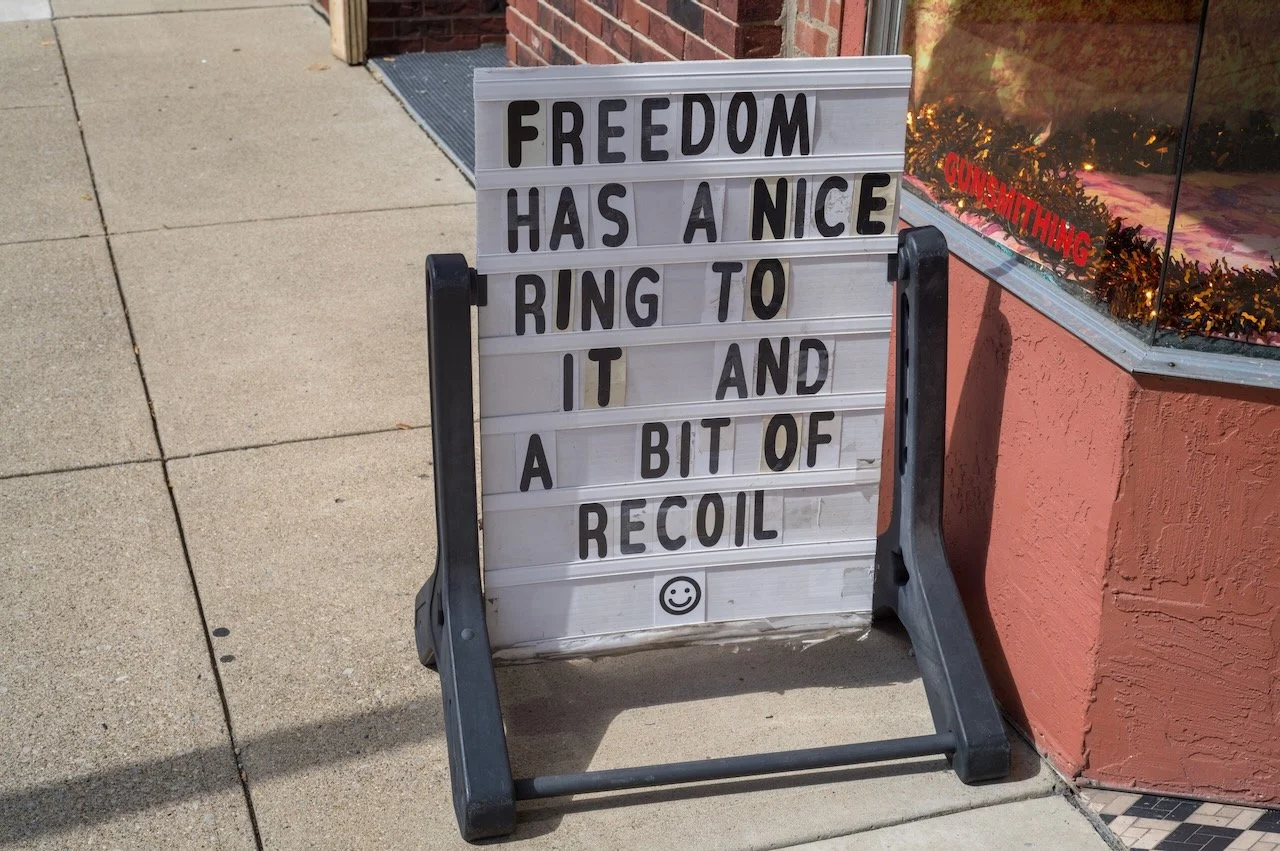 FREEDOM
HAS A NICE
RING TO
IT AND
A BIT OF
RECOIL
GUNSMITHING